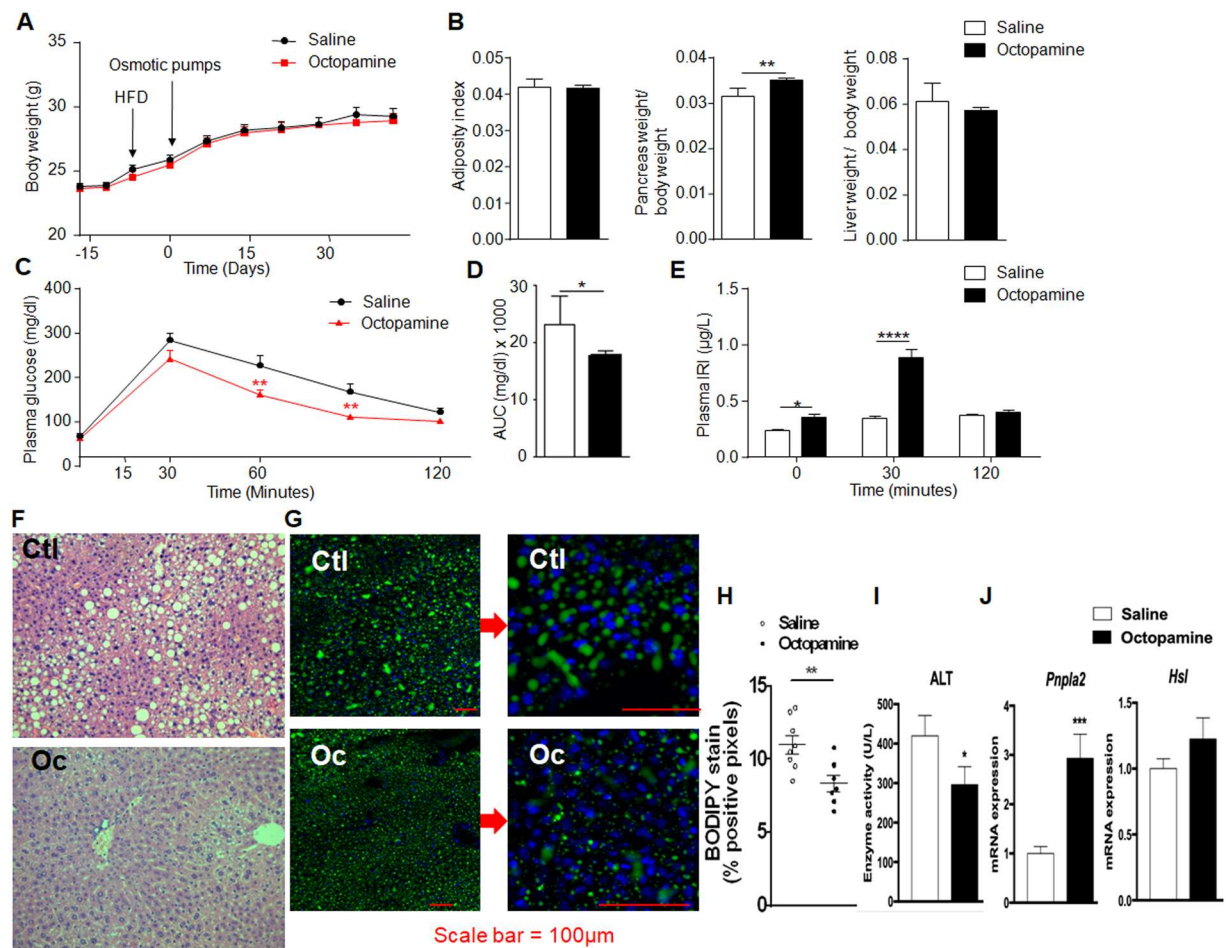 A
35
30
25
20
Body weight (g)
Saline
Octopamine
Osmotic pumps
HFD
-15
0
15
30
Time (Days)
B
Saline
Octopamine
0.05
0.04
0.03
0.02
0.01
0.00
Adiposity index
0.04
0.03
0.02
0.01
0.00
Pancreas weight/
body weight
**
0.08
0.06
0.04
0.02
0.00
Liver weight / body weight
C
400
300
200
100
0
Plasma glucose (mg/dl)
Saline
Octopamine
**
**
0
15
30
60
120
Time (Minutes)
D
30
20
10
0
AUC (mg/dl) x 1000
*
E
Saline
Octopamine
1.5
1.0
0.5
0.0
Plasma IRI (µg/L)
*
****
0
30
120
Time (minutes)
F
Ctl
Oc
G
Ctl
Ctl
Oc
Oc
Scale bar = 100µm
H
Saline
Octopamine
15
10
5
0
BODIPY stain
(% positive pixels)
**
I
ALT
500
400
300
200
100
0
Enzyme activity (U/L)
*
J
Saline
Octopamine
Pnpla2
4
3
2
1
0
mRNA expression
***
Hsl
1.5
1.0
0.5
0.0
mRNA expression